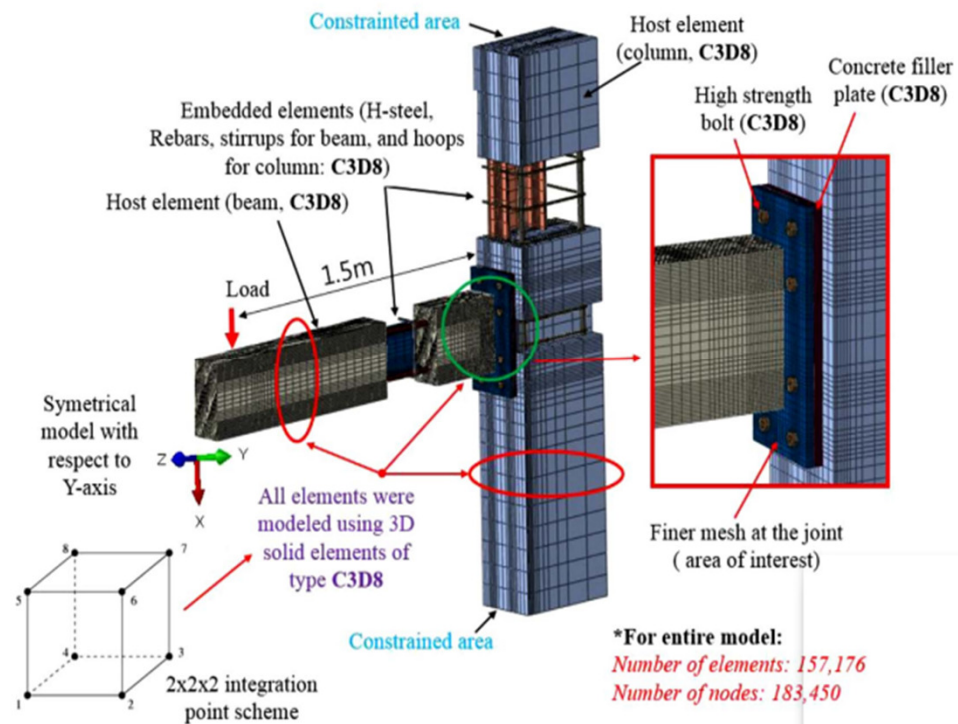 Constrainted area
Host element
(column, C3D8)
Concrete filler
plate (C3D8)
High strength
bolt (C3D8)
Embedded elements (H-steel,
Rebars, stirrups for beam, and hoops
for column: C3D8)
Host element (beam, C3D8)
1.5m
Load
Symetrical
model with
respect to
Y-axis
Z
Y
X
All elements were
modeled using 3D
solid elements of
type C3D8
Finer mesh at the joint
( area of interest)
8
7
5
6
4
3
1
2
2x2x2 integration
point scheme
Constrained area
*For entire model:
Number of elements: 157,176
Number of nodes: 183,450